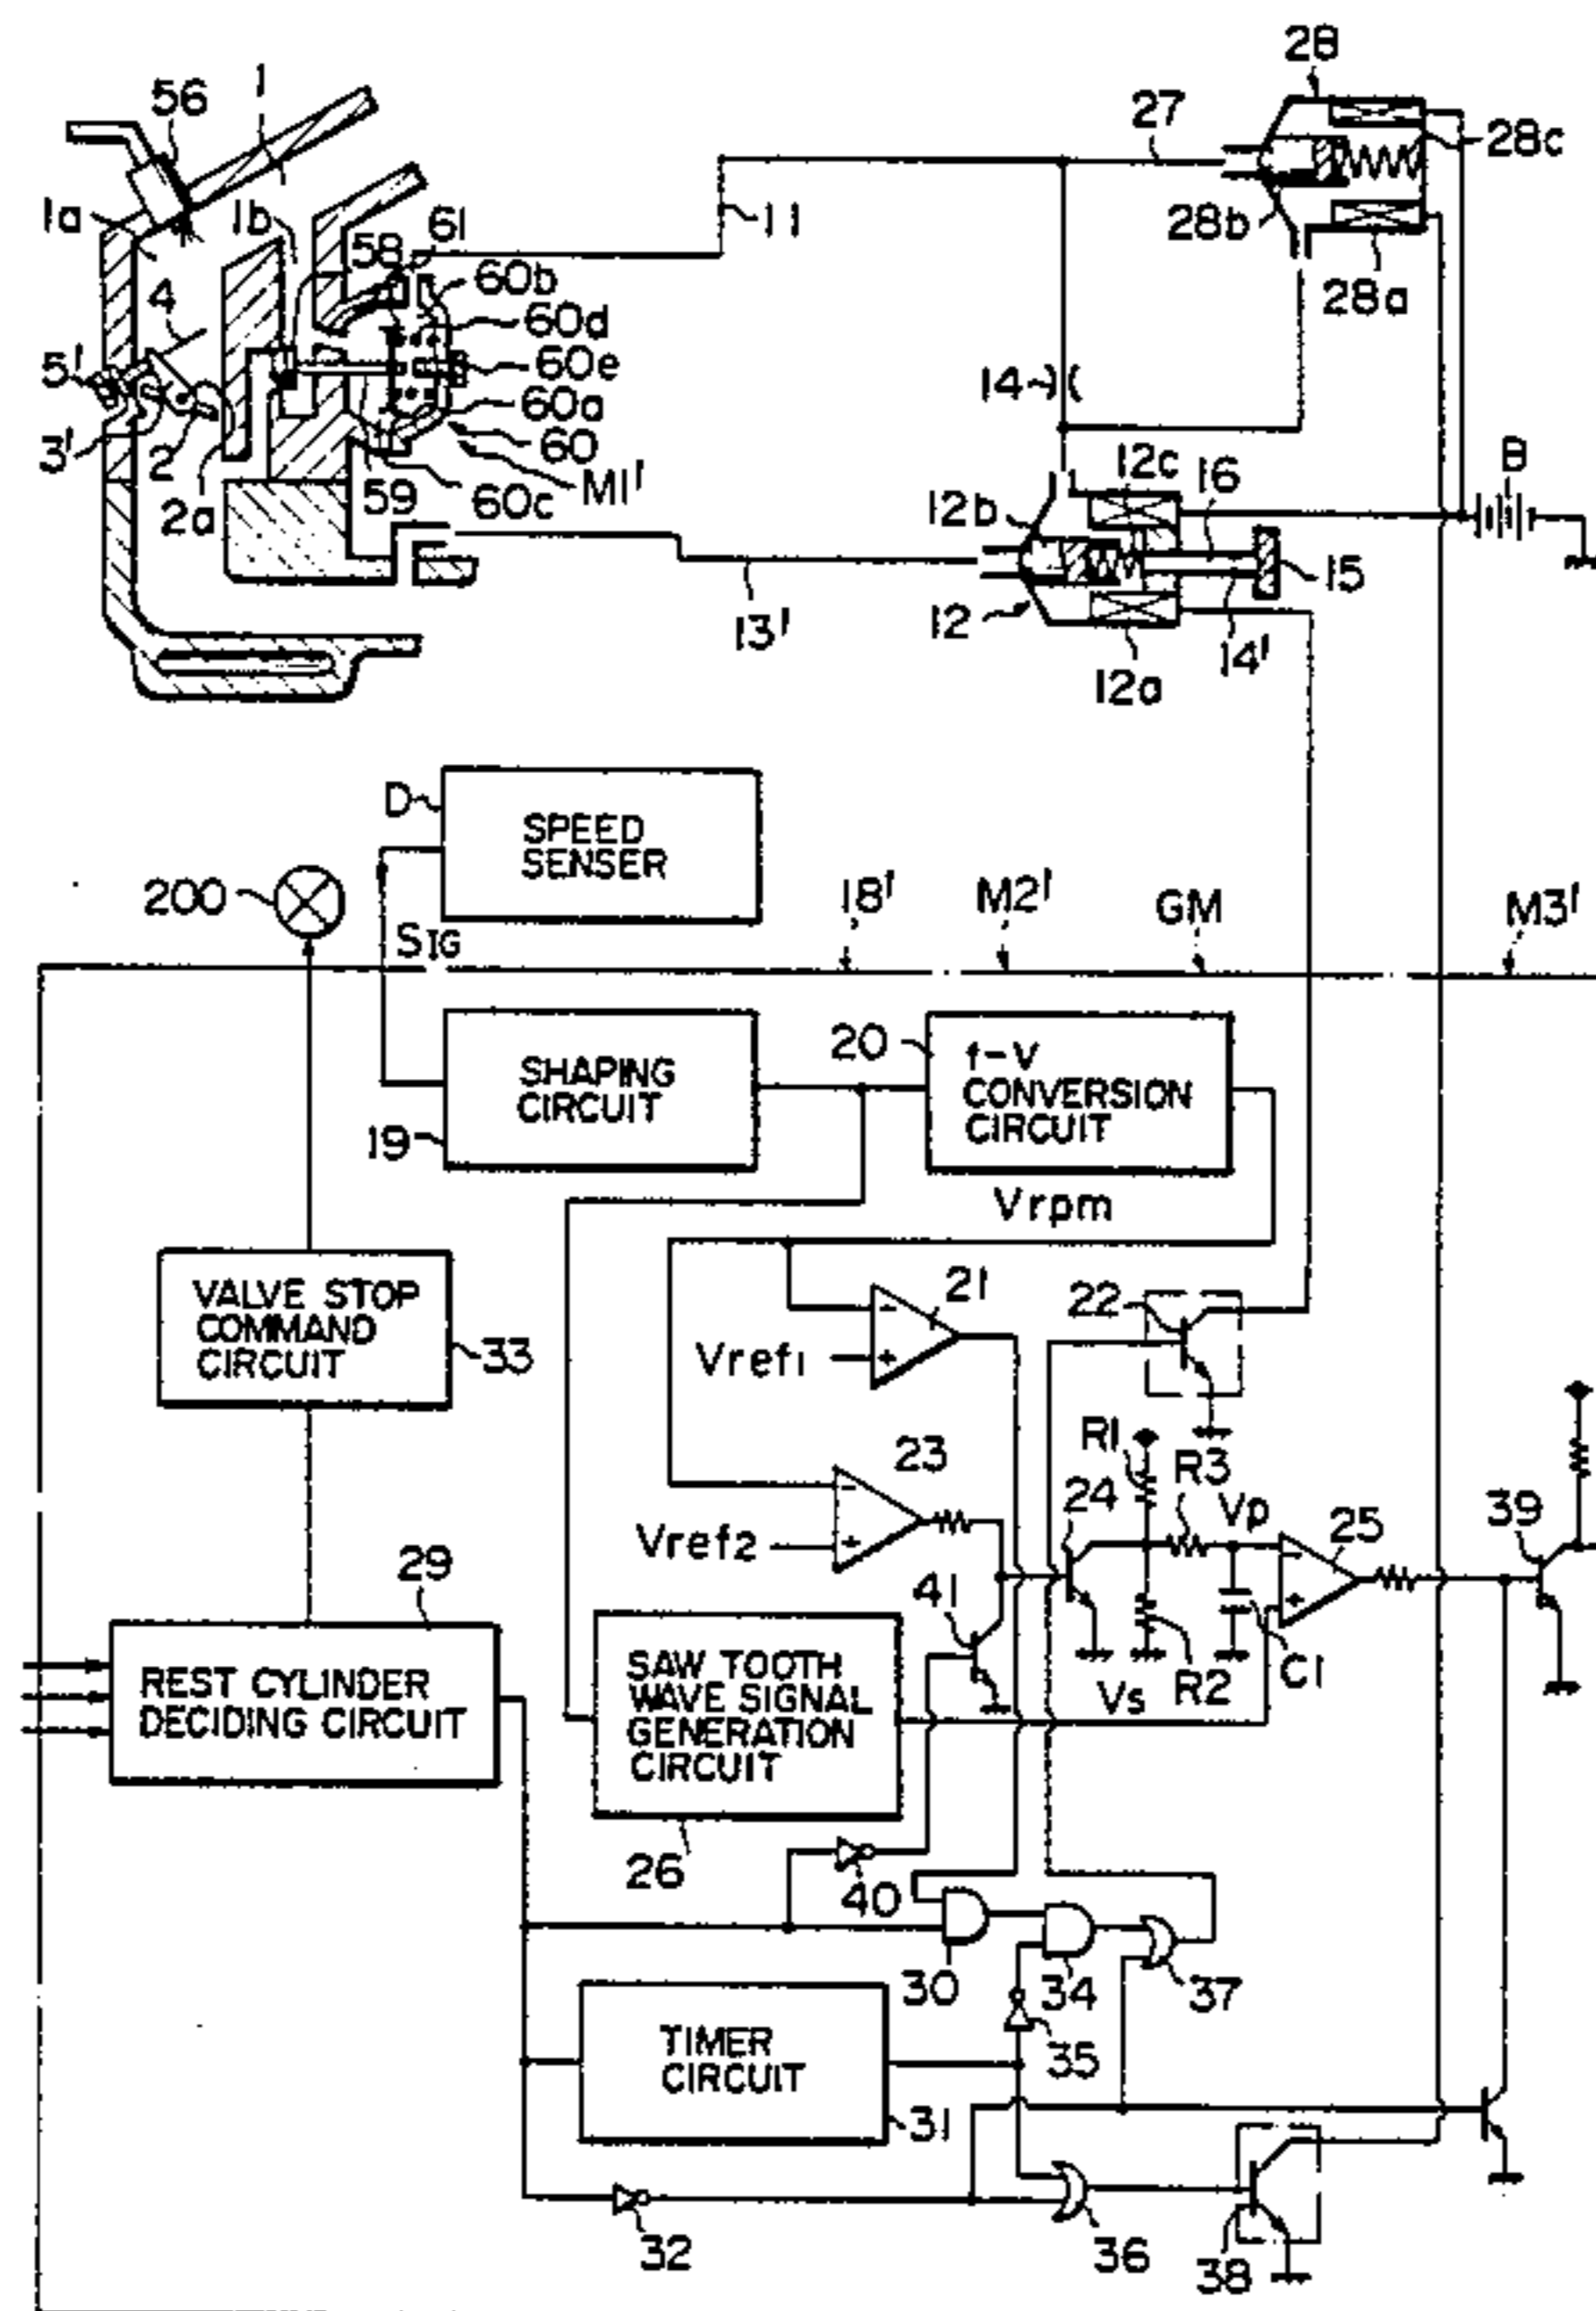 56
1
28
27
28c
1a
1b
61
11
28b
58
60b
28a
4
60d
5'
60e
14
60a
3'
2
60
12c
16
B
2a
59
60c
M1'
12b
15
13'
12
14'
12a
D
SPEED
SENSER
200
SIG
18'
M2'
GM
M3'
20
SHAPING
CIRCUIT
f-V
CONVERSION
CIRCUIT
19
Vrpm
VALVE STOP
COMMAND
CIRCUIT
33
21
22
Vref1
R1
23
24
R3
Vp
25
39
Vref2
29
41
REST CYLINDER
DECIDING CIRCUIT
SAW TOOTH
WAVE SIGNAL
GENERATION
CIRCUIT
Vs
R2
C1
26
40
30
34
37
TIMER
CIRCUIT
35
31
32
36
38